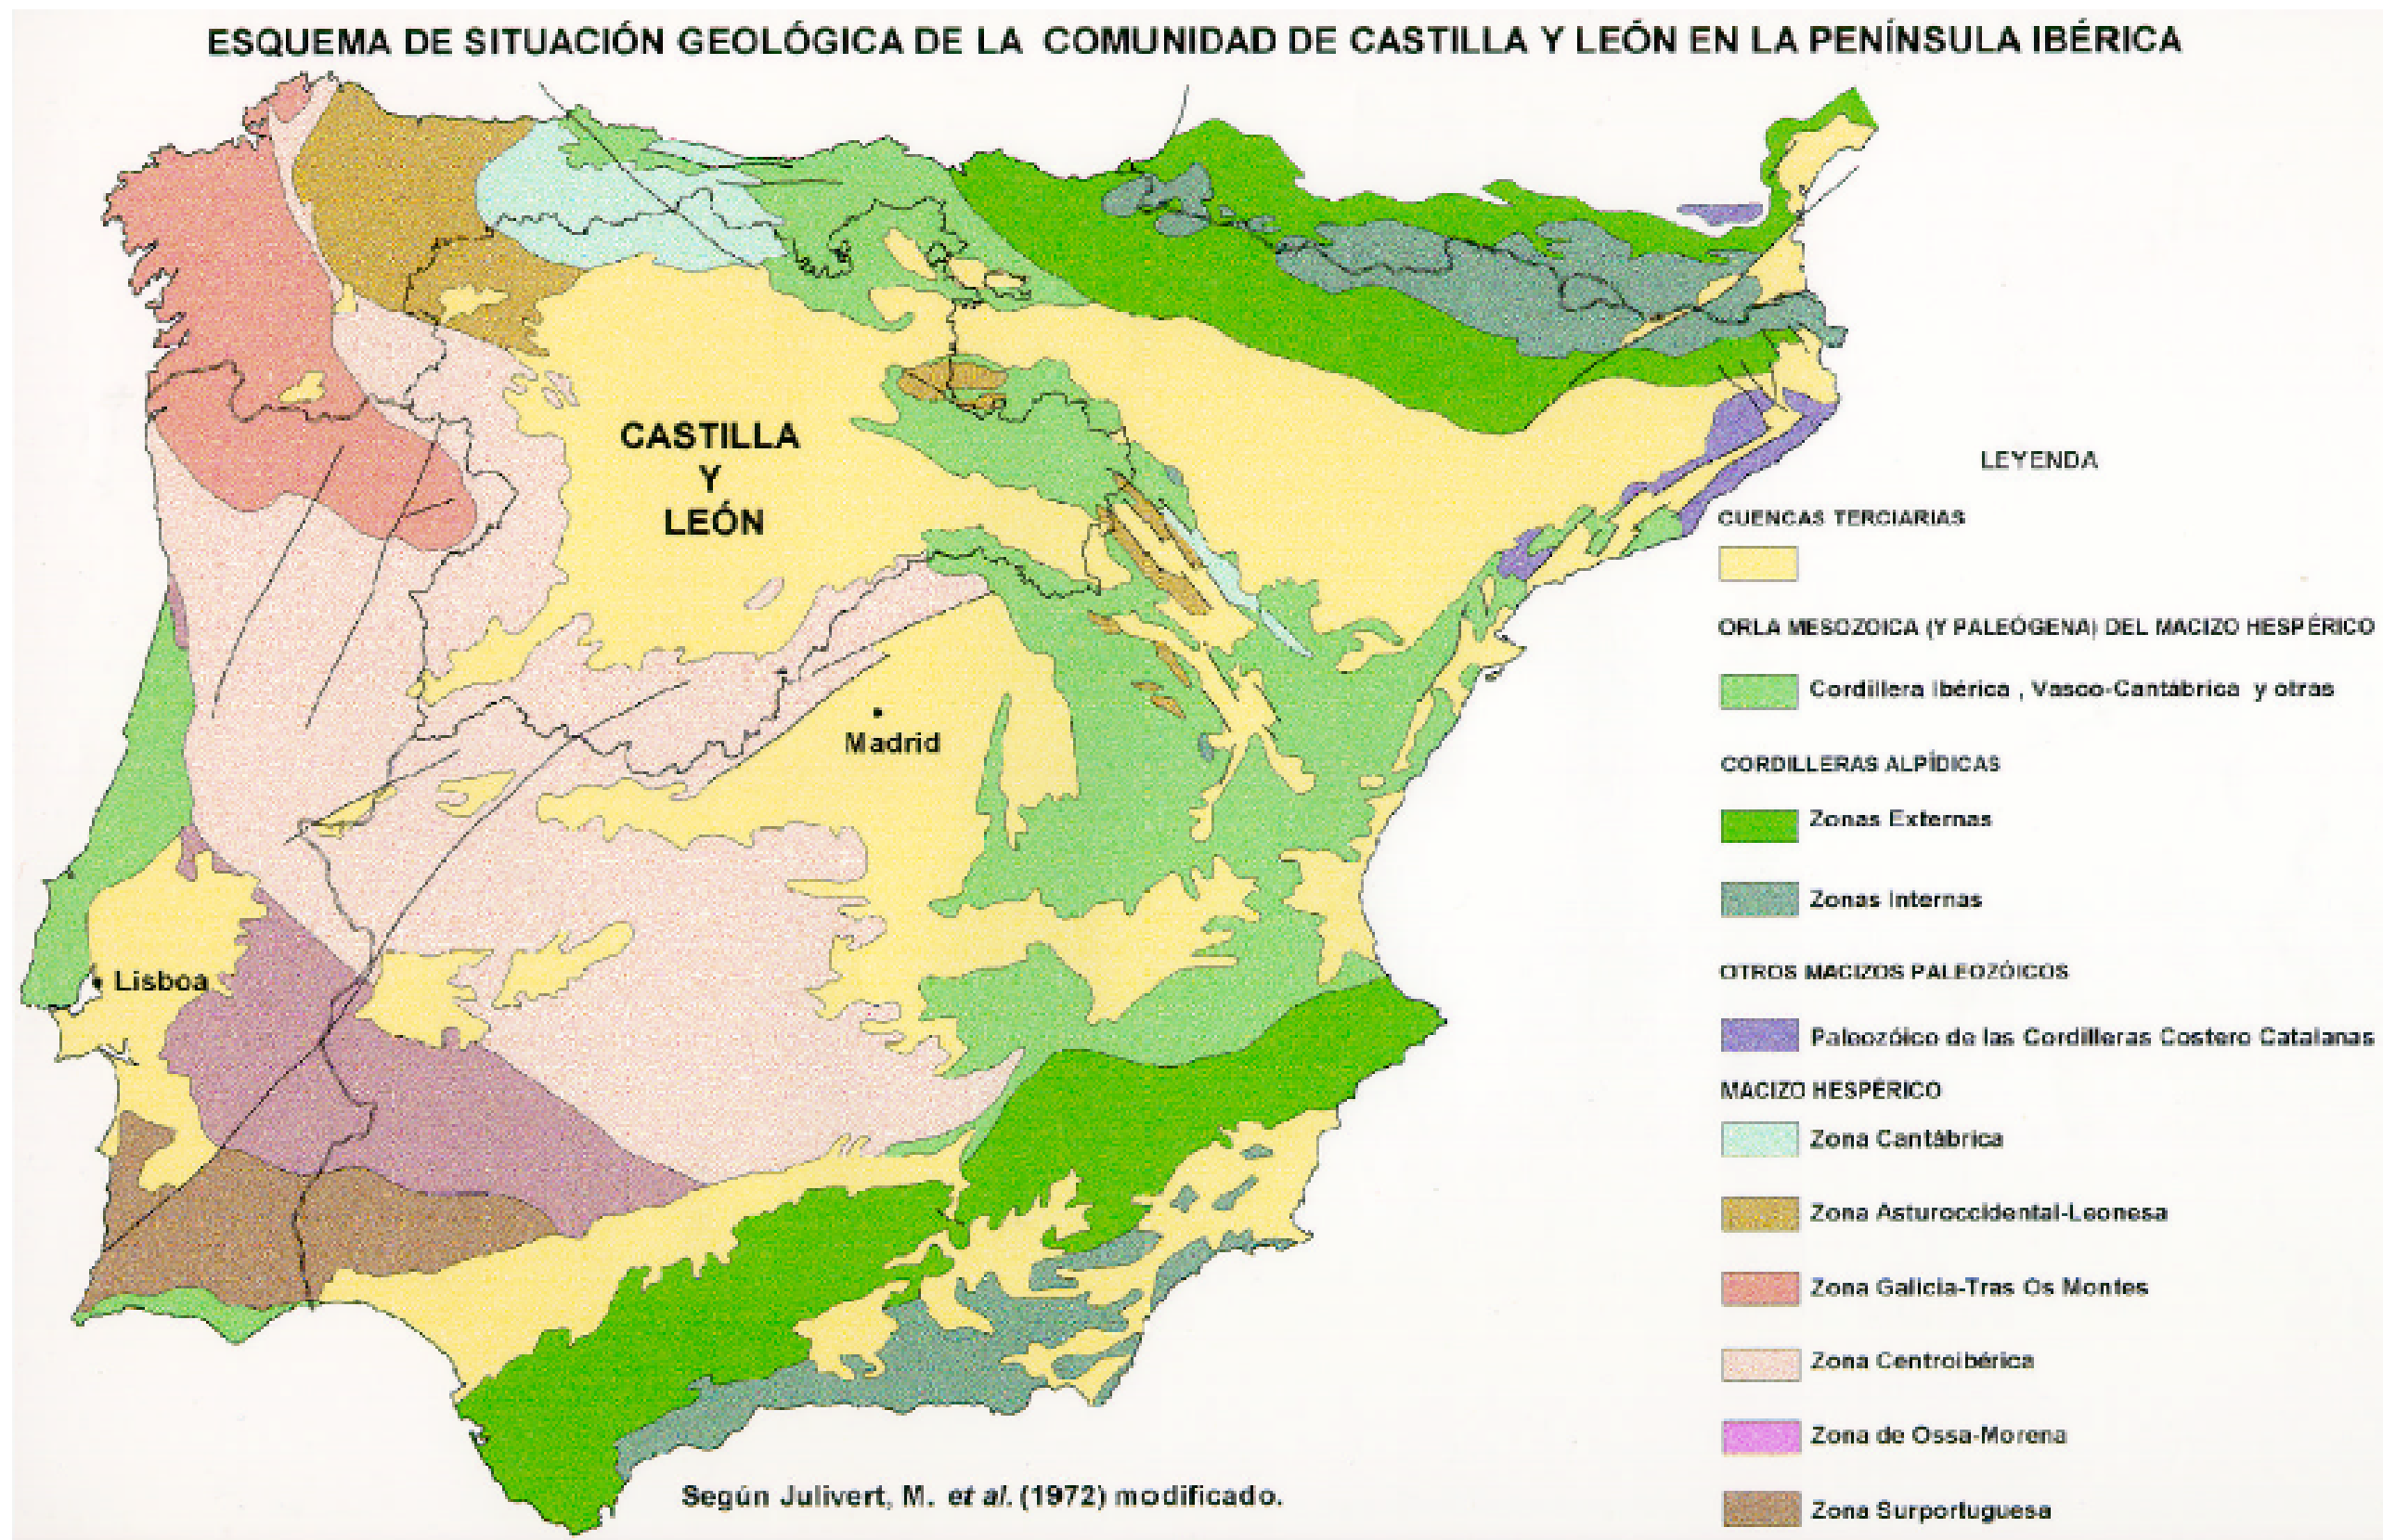 ESQUEMA DE SITUACIÓN GEOLÓGICA DE LA COMUNIDAD DE CASTILLA Y LEÓN EN LA PENÍNSULA IBÉRICA
CASTILLA
Y
LEÓN
Madrid
Lisboa
LEYENDA
CUENCAS TERCIARIAS
ORLA MESOZOICA (Y PALEÓGENA) DEL MACIZO HESPÉRICO
Cordillera Ibérica , Vasco-Cantábrica y otras
CORDILLERAS ALPÍDICAS
Zonas Externas
Zonas Internas
OTROS MACIZOS PALEOZÓICOS
Paleozóico de las Cordilleras Costero Catalanas
MACIZO HESPÉRICO
Zona Cantábrica
Zona Asturoccidental-Leonesa
Zona Galicia-Tras Os Montes
Zona Centroibérica
Zona de Ossa-Morena
Zona Surportuguesa
Según Julivert, M. et al. (1972) modificado.